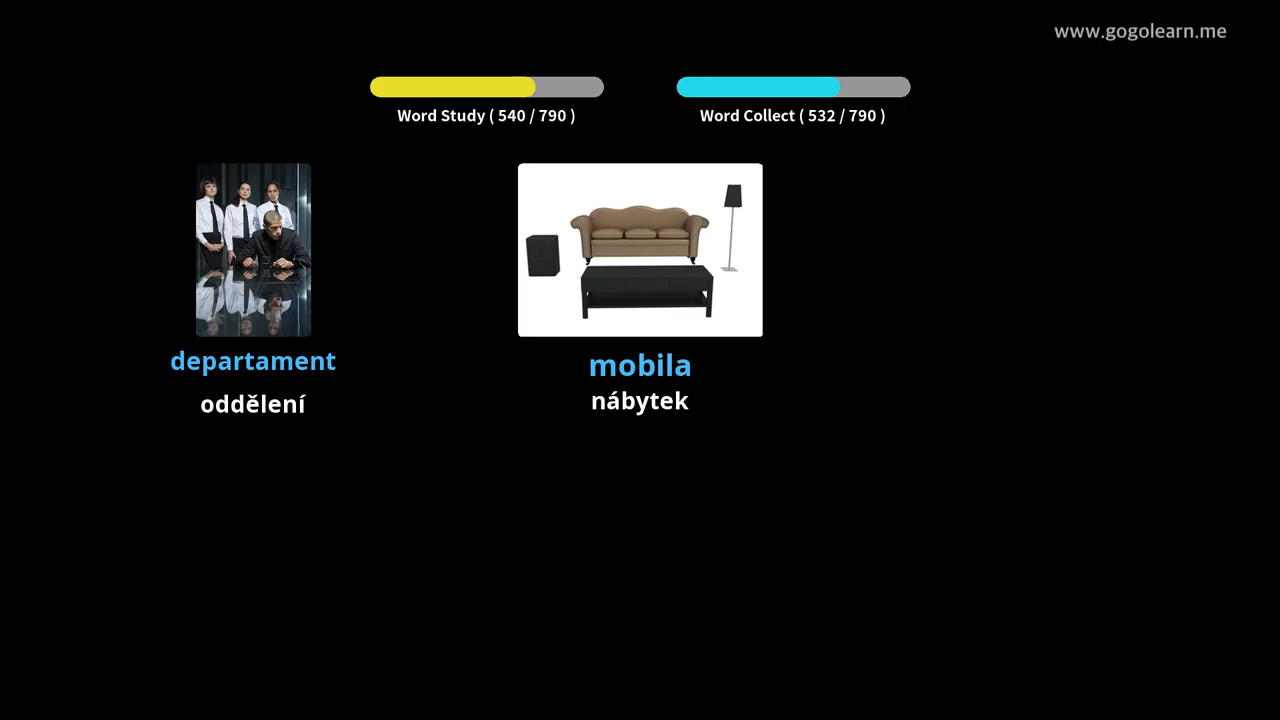 www.gogolearn.me
Word Study ( 540 / 790 )
Word Collect ( 532 / 790 )
departament
oddělení
mobila
nábytek